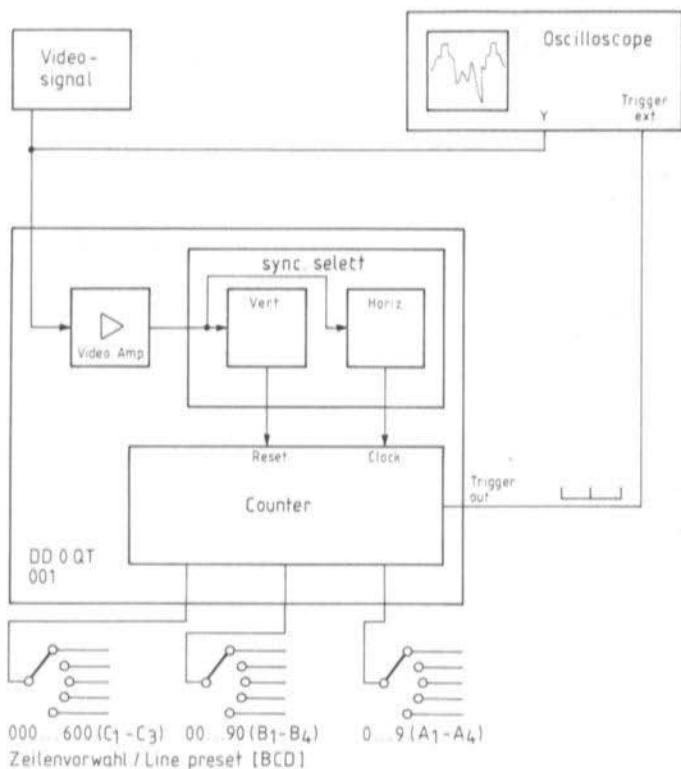 Video-
signal
Oscilloscope
Y
Trigger
ext
sync. select
Vert
Horiz
Video Amp.
Reset
Clock
Counter
Trigger
out
DD 0 QT
001
000...600 (C1-C3)
00...90 (B1-B4)
0...9 (A1-A4)
Zeilenvorwahl / Line preset [BCD]